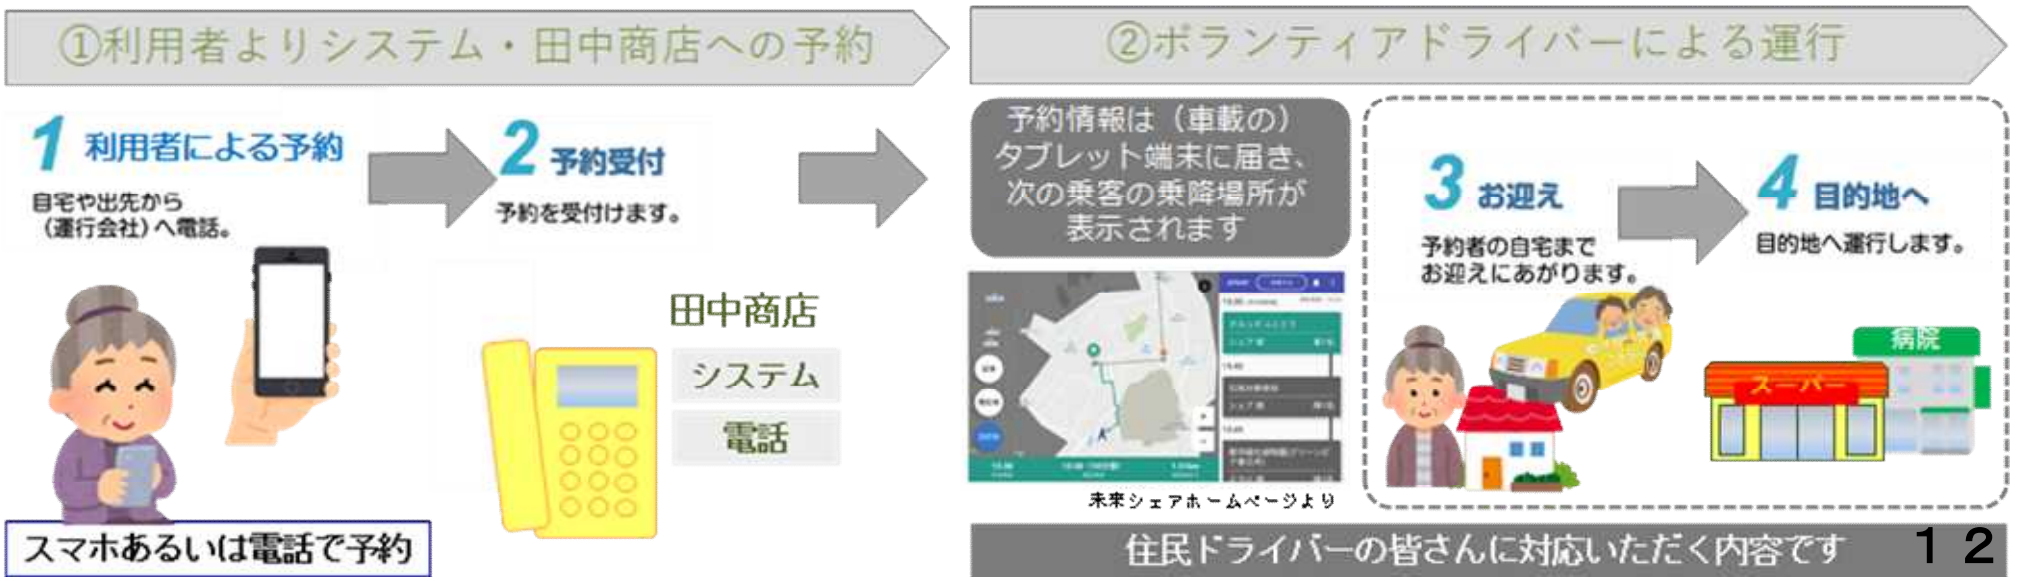 ①利用者よりシステム・田中商店への予約
②ボランティアドライバーによる運行
1 利用者による予約
自宅や出先から
（運行会社）へ電話。
2 予約受付
予約を受付けます。
田中商店
システム
電話
スマホあるいは電話で予約
予約情報は（車載の）
タブレット端末に届き、
次の乗客の乗降場所が
表示されます
未来シェアホームページより
3 お迎え
予約者の自宅まで
お迎えにあがります。
4 目的地へ
目的地へ運行します。
病院
スーパー
住民ドライバーの皆さんに対応いただく内容です
12